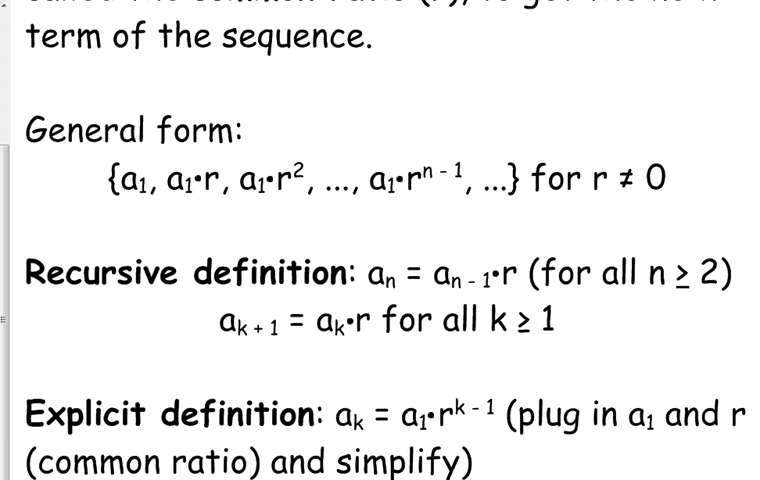 term of the sequence.
General form:
{a₁, a₁•r, a₁•r², ..., a₁•rⁿ⁻¹, ...} for r ≠ 0
Recursive definition: aₙ = aₙ₋₁•r (for all n ≥ 2)
aₖ₊₁ = aₖ•r for all k ≥ 1
Explicit definition: aₖ = a₁•rᵏ⁻¹ (plug in a₁ and r
(common ratio) and simplify)